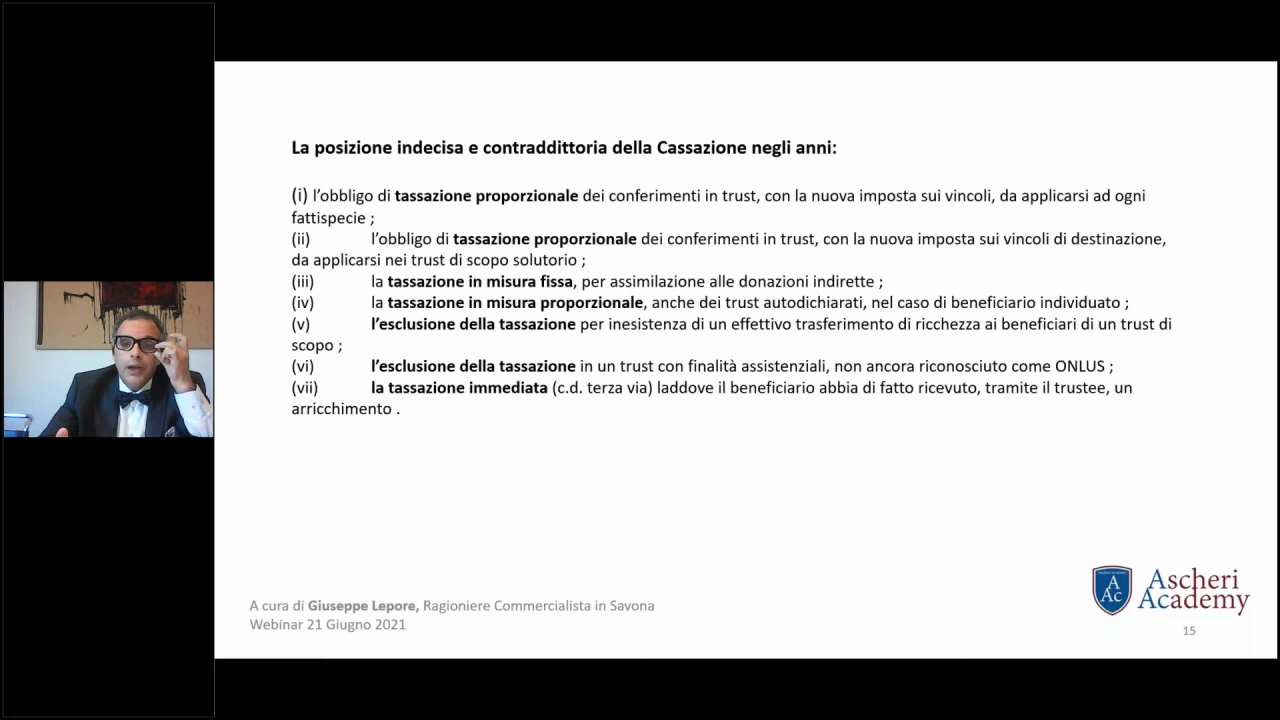 La posizione indecisa e contraddittoria della Cassazione negli anni:
(i) l'obbligo di tassazione proporzionale dei conferimenti in trust, con la nuova imposta sui vincoli, da applicarsi ad ogni
fattispecie ;
(ii) l'obbligo di tassazione proporzionale dei conferimenti in trust, con la nuova imposta sui vincoli di destinazione,
da applicarsi nei trust di scopo solutorio ;
(iii) la tassazione in misura fissa, per assimilazione alle donazioni indirette ;
(iv) la tassazione in misura proporzionale, anche dei trust autodichiarati, nel caso di beneficiario individuato ;
(v) l'esclusione della tassazione per inesistenza di un effettivo trasferimento di ricchezza ai beneficiari di un trust di
scopo ;
(vi) l'esclusione della tassazione in un trust con finalità assistenziali, non ancora riconosciuto come ONLUS ;
(vii) la tassazione immediata (c.d. terza via) laddove il beneficiario abbia di fatto ricevuto, tramite il trustee, un
arricchimento .
A cura di Giuseppe Lepore, Ragioniere Commercialista in Savona
Webinar 21 Giugno 2021
A
Ac
Ascheri
Academy
15